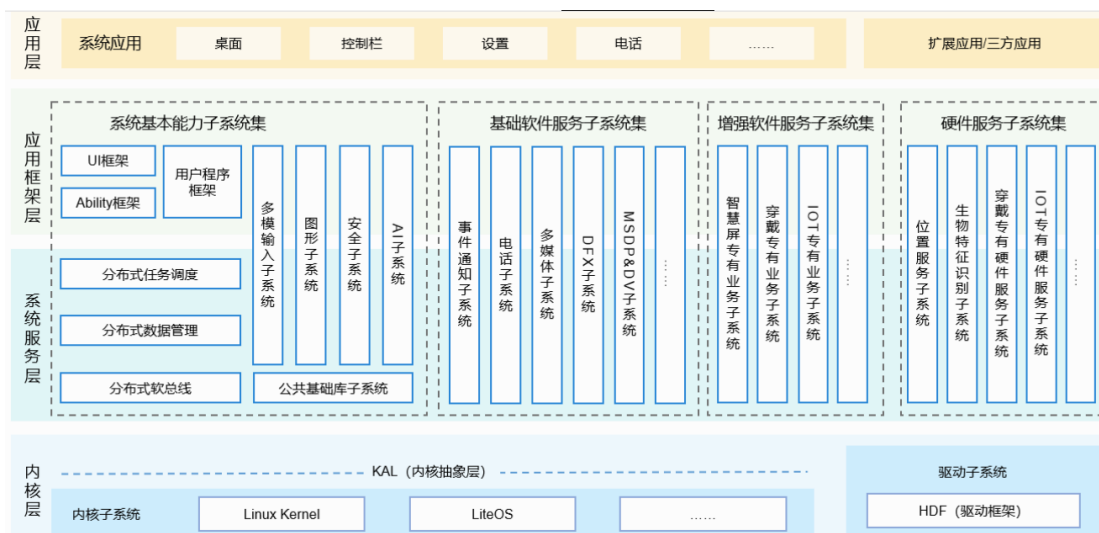 应用层
系统应用
桌面
控制栏
设置
电话
……
扩展应用/三方应用
应用框架层
系统基本能力子系统集
UI框架
Ability框架
用户程序
框架
多模输入子系统
图形子系统
安全子系统
AI子系统
基础软件服务子系统集
事件通知子系统
电话子系统
多媒体子系统
DFX子系统
MSDP&DV子系统
……
增强软件服务子系统集
智慧屏专有业务子系统
穿戴专有业务子系统
IOT专有业务子系统
……
硬件服务子系统集
位置服务子系统
生物特征识别子系统
穿戴专有硬件服务子系统
IOT专有硬件服务子系统
……
系统服务层
分布式任务调度
分布式数据管理
分布式软总线
公共基础库子系统
内核层
KAL（内核抽象层）
内核子系统
Linux Kernel
LiteOS
……
驱动子系统
HDF（驱动框架）